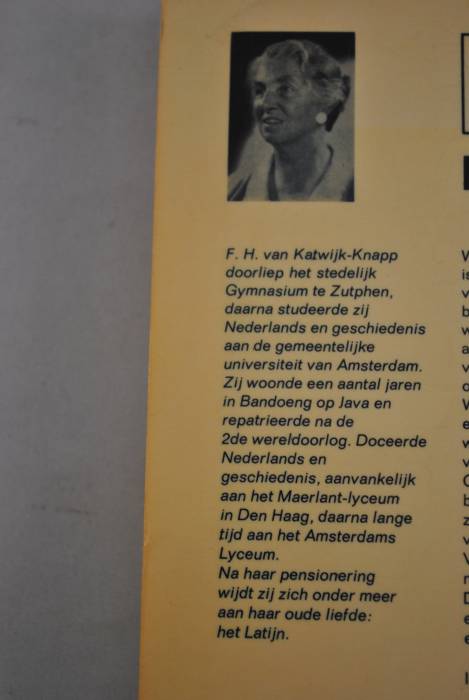 F. H. van Katwijk-Knapp
doorliep het stedelijk
Gymnasium te Zutphen,
daarna studeerde zij
Nederlands en geschiedenis
aan de gemeentelijke
universiteit van Amsterdam.
Zij woonde een aantal jaren
in Bandoeng op Java en
repatrieerde na de
2de wereldoorlog. Doceerde
Nederlands en
geschiedenis, aanvankelijk
aan het Maerlant-lyceum
in Den Haag, daarna lange
tijd aan het Amsterdams
Lyceum.
Na haar pensionering
wijdt zij zich onder meer
aan haar oude liefde:
het Latijn.